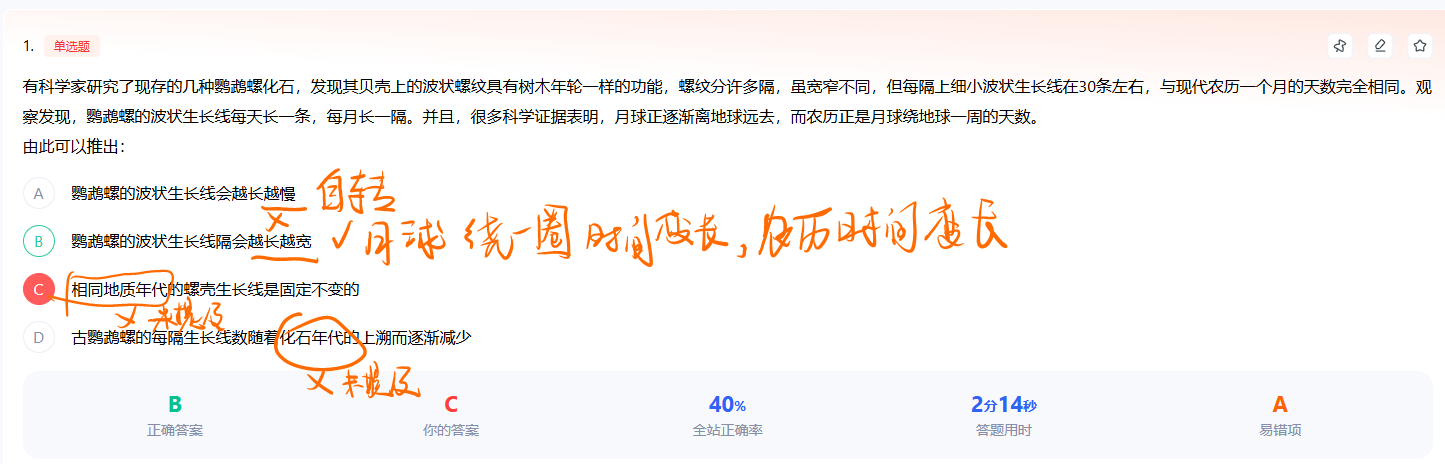 1. 单选题
有科学家研究了现存的几种鹦鹉螺化石，发现其贝壳上的波状螺纹具有树木年轮一样的功能，螺纹分许多隔，虽宽窄不同，但每隔上细小波状生长线在30条左右，与现代农历一个月的天数完全相同。观
察发现，鹦鹉螺的波状生长线每天长一条，每月长一隔。并且，很多科学证据表明，月球正逐渐离地球远去，而农历正是月球绕地球一周的天数。
由此可以推出：
A 鹦鹉螺的波状生长线会越长越慢 自转
B 鹦鹉螺的波状生长线隔会越长越宽 ✓月球绕一圈时间变长，农历时间变长
C 相同地质年代的螺壳生长线是固定不变的
× 未提及
D 古鹦鹉螺的每隔生长线数随着化石年代的上溯而逐渐减少
× 未提及
B C 40% 2分14秒 A
正确答案 你的答案 全站正确率 答题用时 易错项